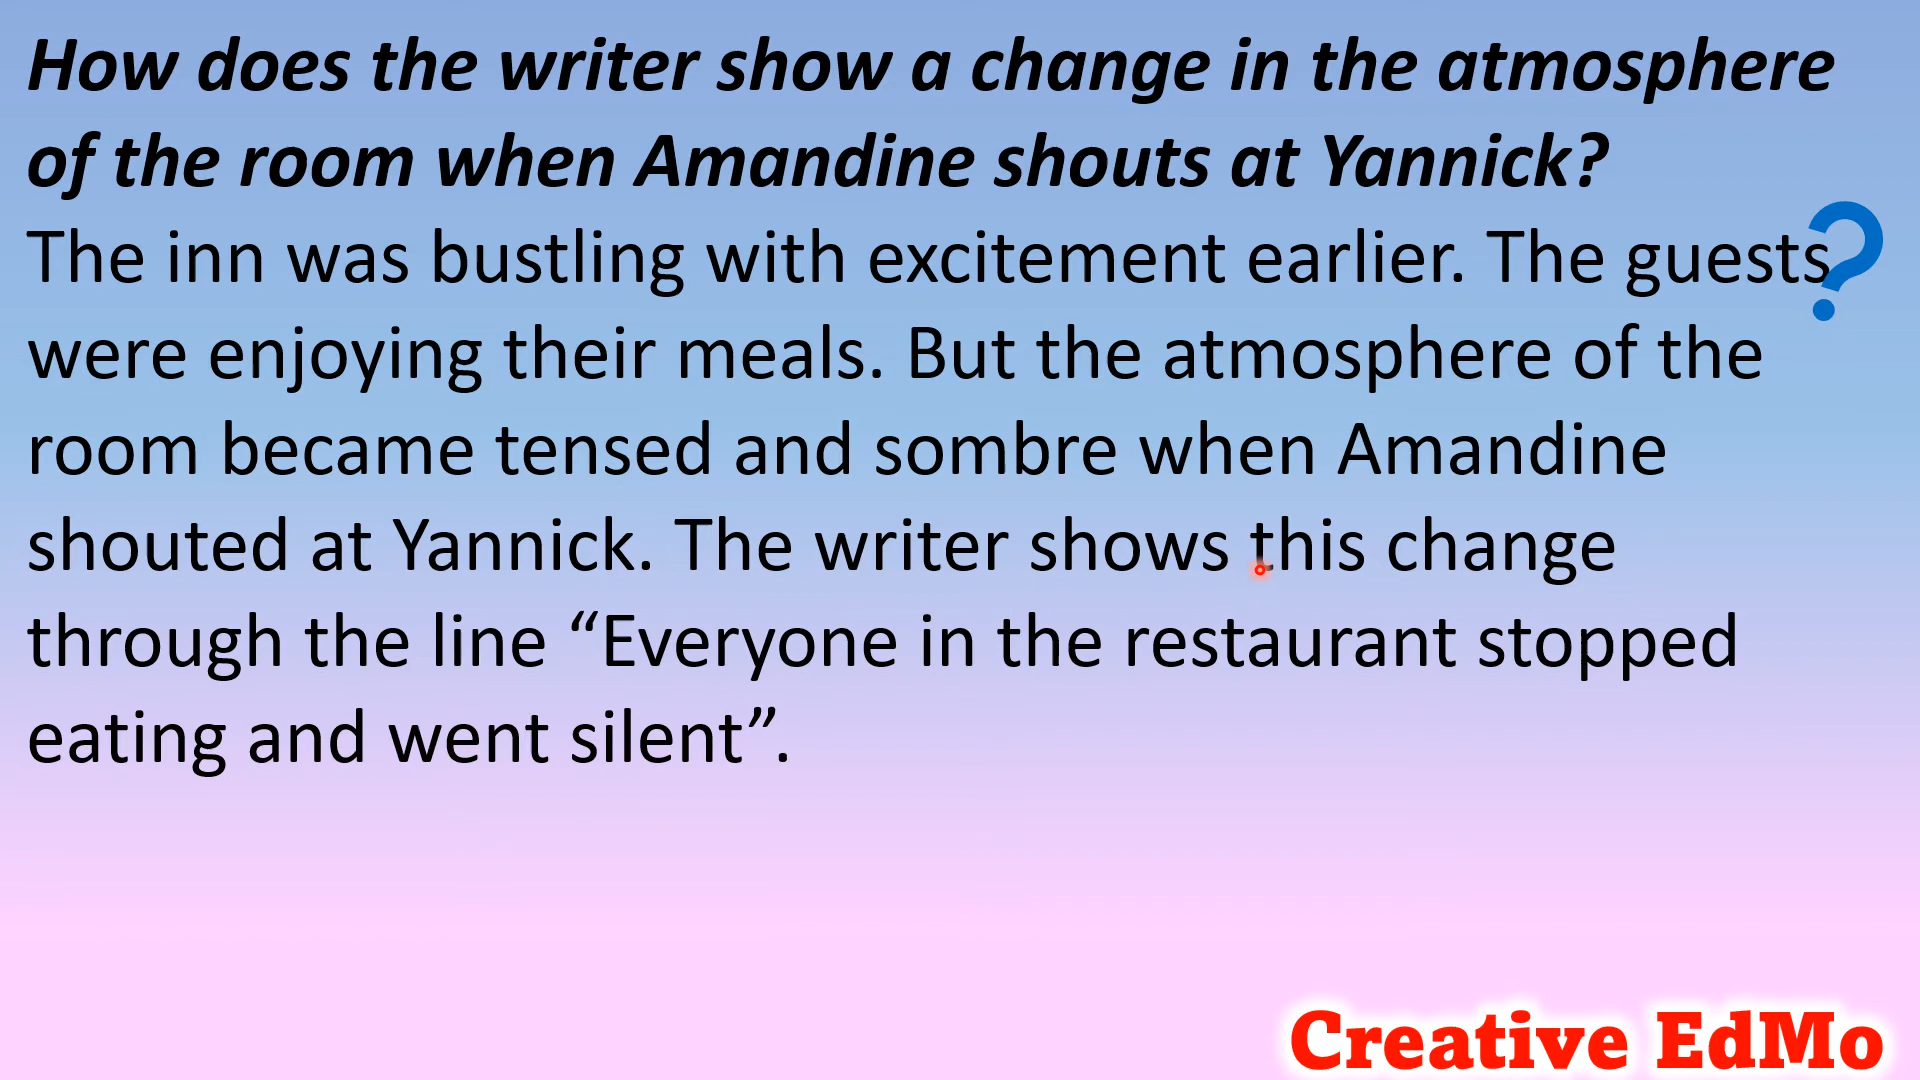 How does the writer show a change in the atmosphere
of the room when Amandine shouts at Yannick?
The inn was bustling with excitement earlier. The guests
were enjoying their meals. But the atmosphere of the
room became tensed and sombre when Amandine
shouted at Yannick. The writer shows this change
through the line “Everyone in the restaurant stopped
eating and went silent”.
?
Creative EdMo